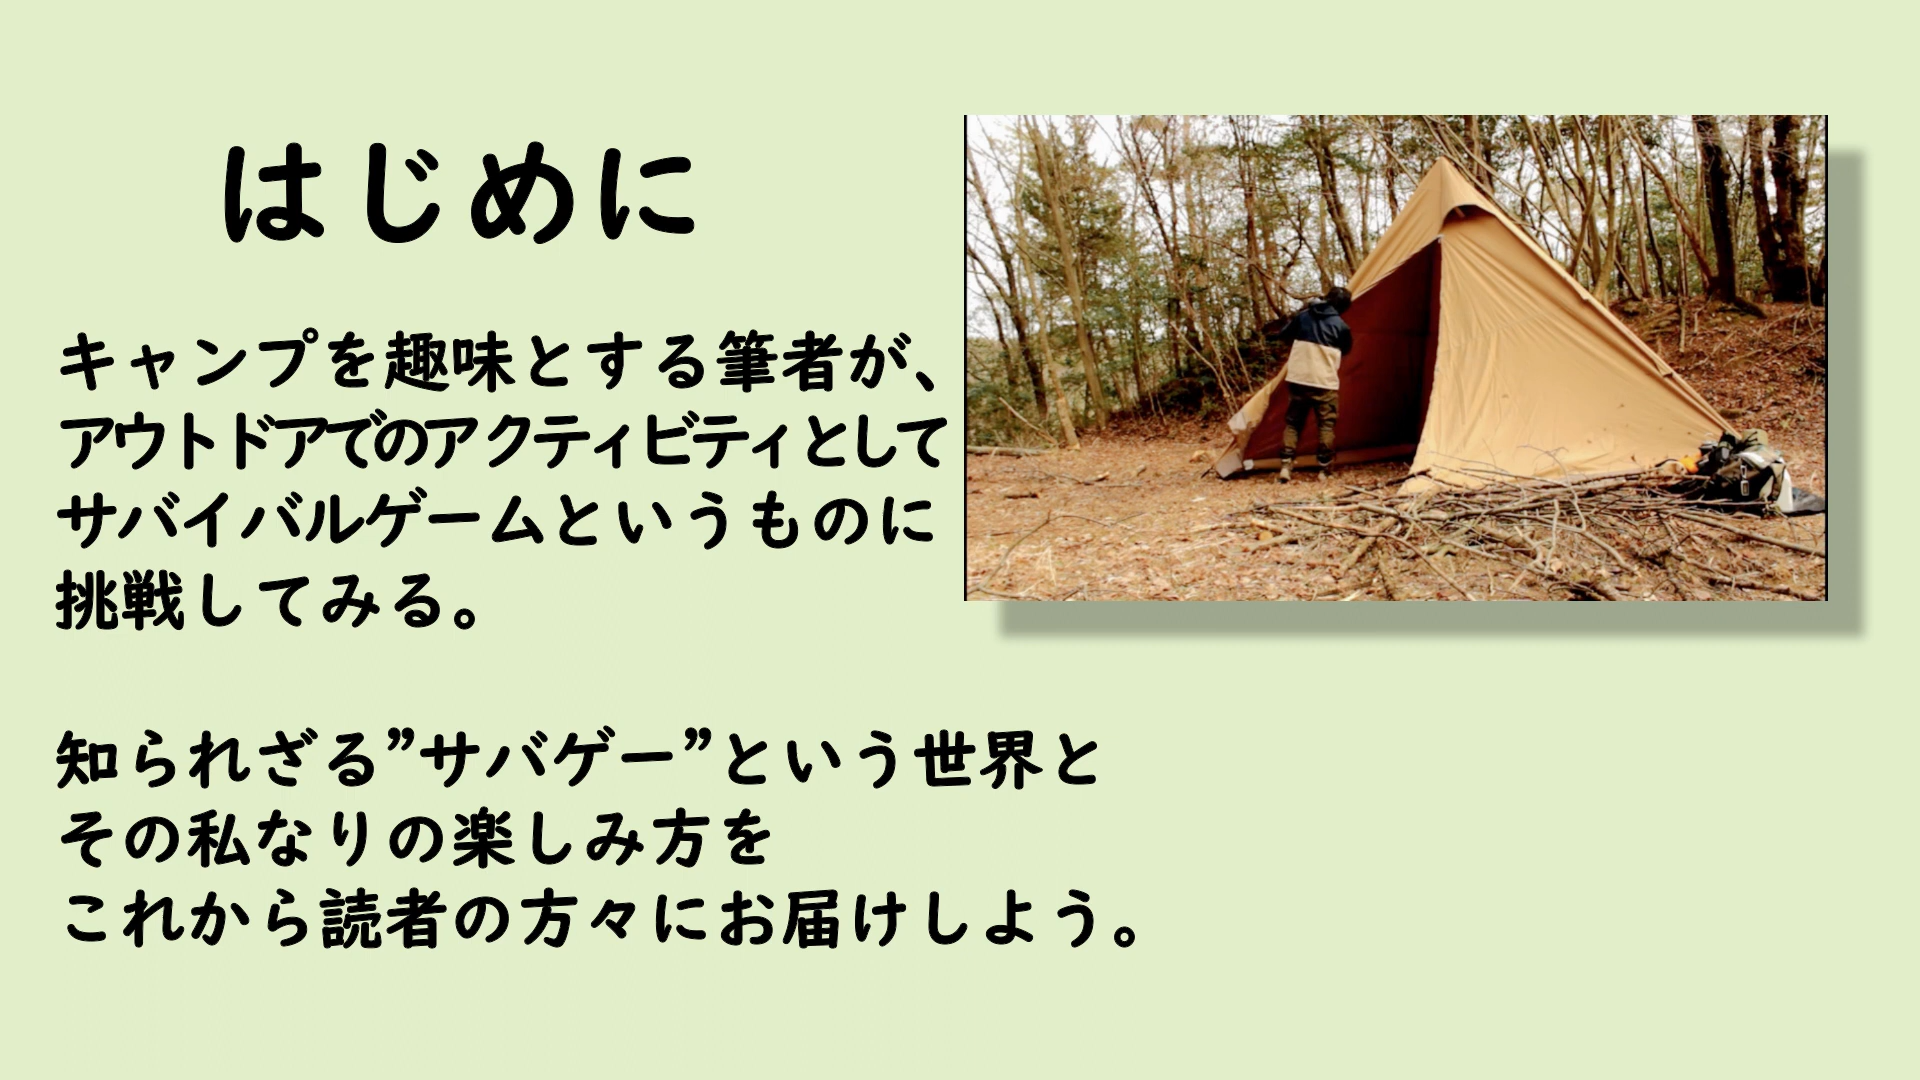 はじめに
キャンプを趣味とする筆者が、
アウトドアでのアクティビティとして
サバイバルゲームというものに
挑戦してみる。
知られざる”サバゲー”という世界と
その私なりの楽しみ方を
これから読者の方々にお届けしよう。